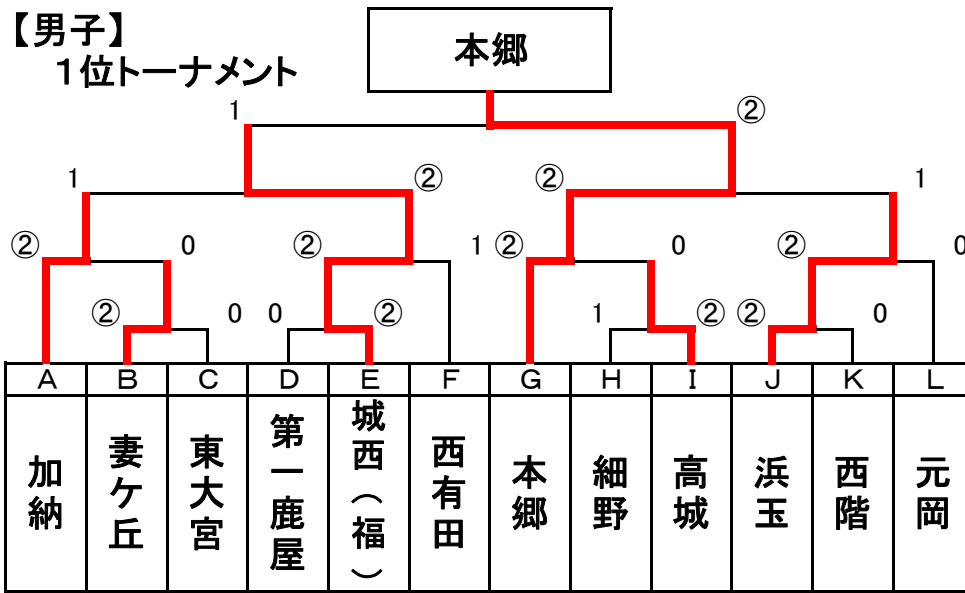 【男子】
1位トーナメント
本郷
1 ②
1 ② ② 1
② 0 ② 1 ② 0 ② 0
② 0 0 ② 1 ② ② 0
A B C D E F G H I J K L
加納
妻ケ丘
東大宮
第一鹿屋
城西（福）
西有田
本郷
細野
高城
浜玉
西階
元岡